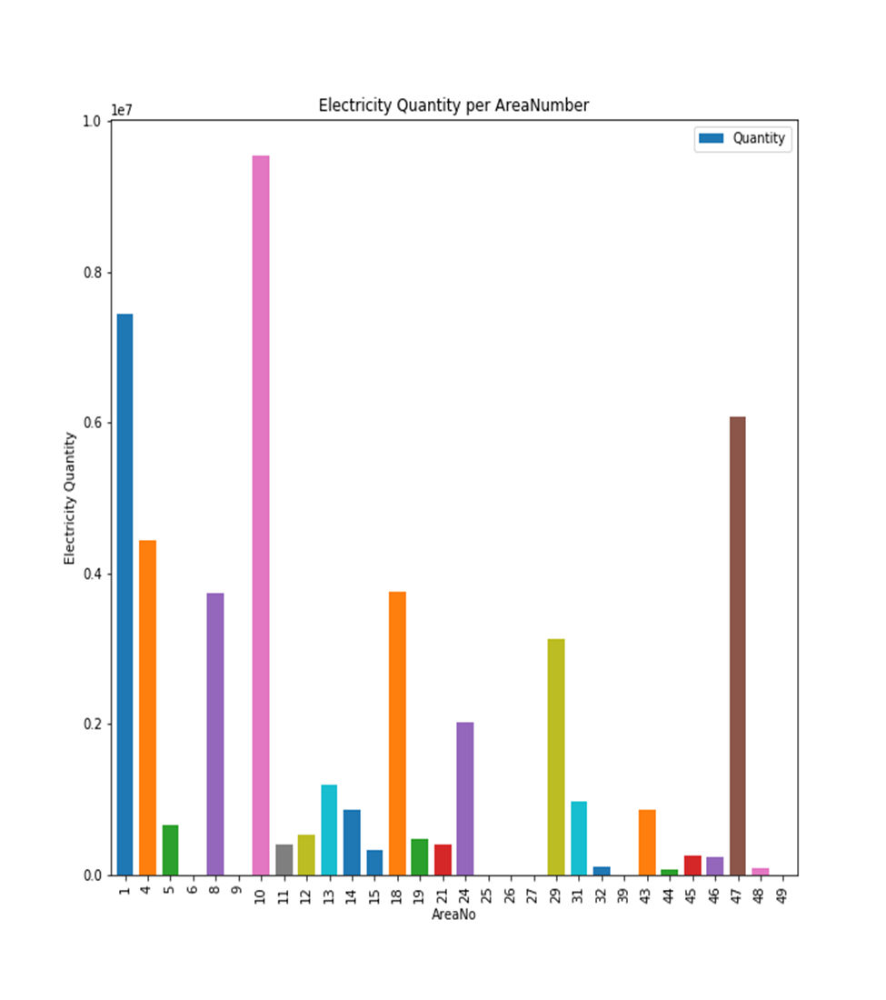 Electricity Quantity per AreaNumber
1e7
Quantity
1.0
0.8
0.6
0.4
0.2
0.0
Electricity Quantity
1 4 5 6 8 9 10 11 12 13 14 15 18 19 21 24 25 26 27 29 31 32 39 43 44 45 46 47 48 49
AreaNo